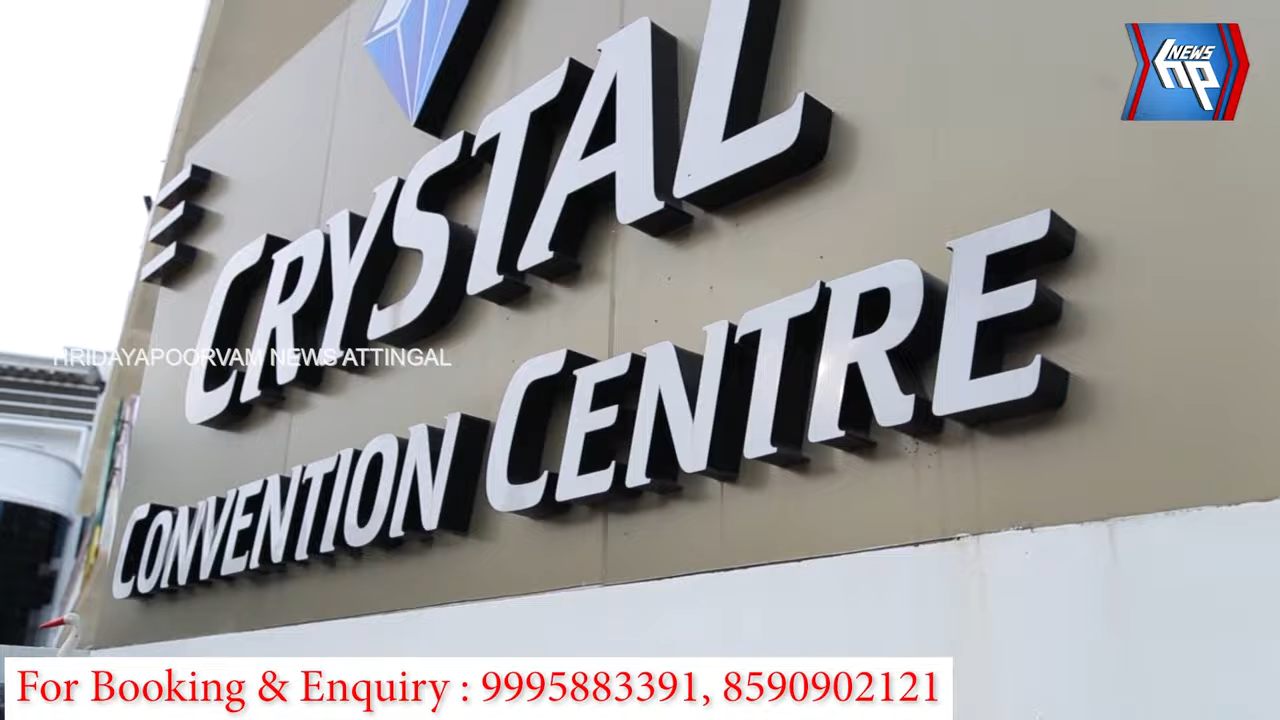 NEWS
hp
CRYSTAL
HRIDAYAPOORVAM NEWS ATTINGAL
CONVENTION CENTRE
For Booking & Enquiry : 9995883391, 8590902121